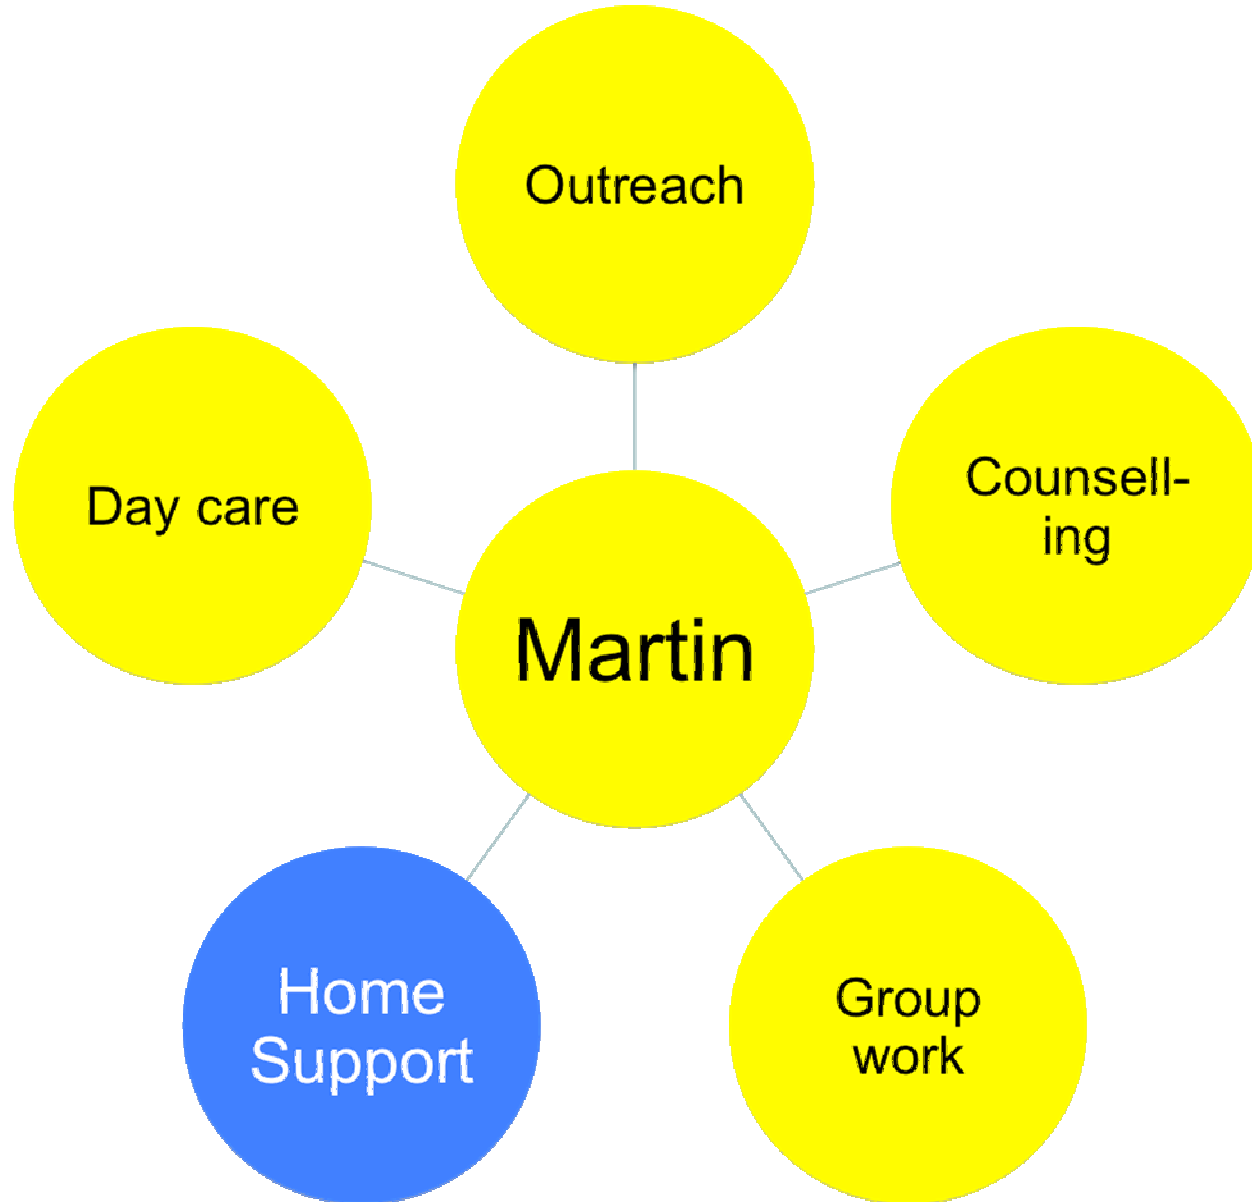 Outreach
Day care
Counsell-
ing
Martin
Home
Support
Group
work